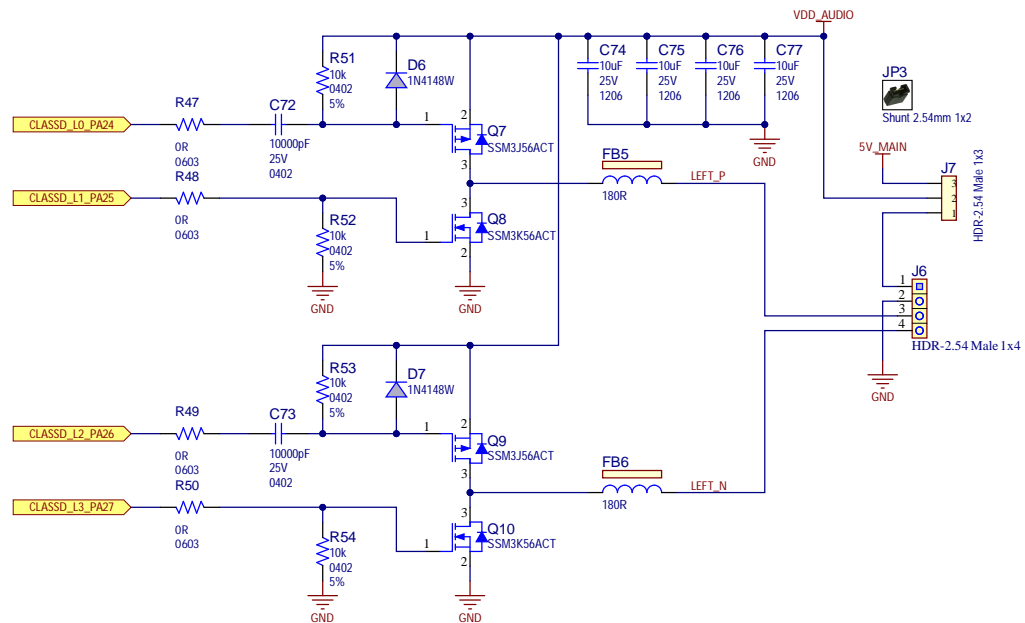 VDD_AUDIO
R51
10k
0402
5%
D6
1N4148W
C74
10uF
25V
1206
C75
10uF
25V
1206
C76
10uF
25V
1206
C77
10uF
25V
1206
GND
JP3
Shunt 2.54mm 1x2
CLASSD_L0_PA24
R47
0R
0603
C72
10000pF
25V
0402
1
2
3
Q7
SSM3J56ACT
5V_MAIN
J7
3
2
1
HDR-2.54 Male 1x3
CLASSD_L1_PA25
R48
0R
0603
R52
10k
0402
5%
GND
1
3
2
Q8
SSM3K56ACT
GND
FB5
180R
LEFT_P
J6
1
2
3
4
HDR-2.54 Male 1x4
GND
R53
10k
0402
5%
D7
1N4148W
CLASSD_L2_PA26
R49
0R
0603
C73
10000pF
25V
0402
1
2
3
Q9
SSM3J56ACT
FB6
180R
LEFT_N
CLASSD_L3_PA27
R50
0R
0603
R54
10k
0402
5%
GND
1
3
2
Q10
SSM3K56ACT
GND